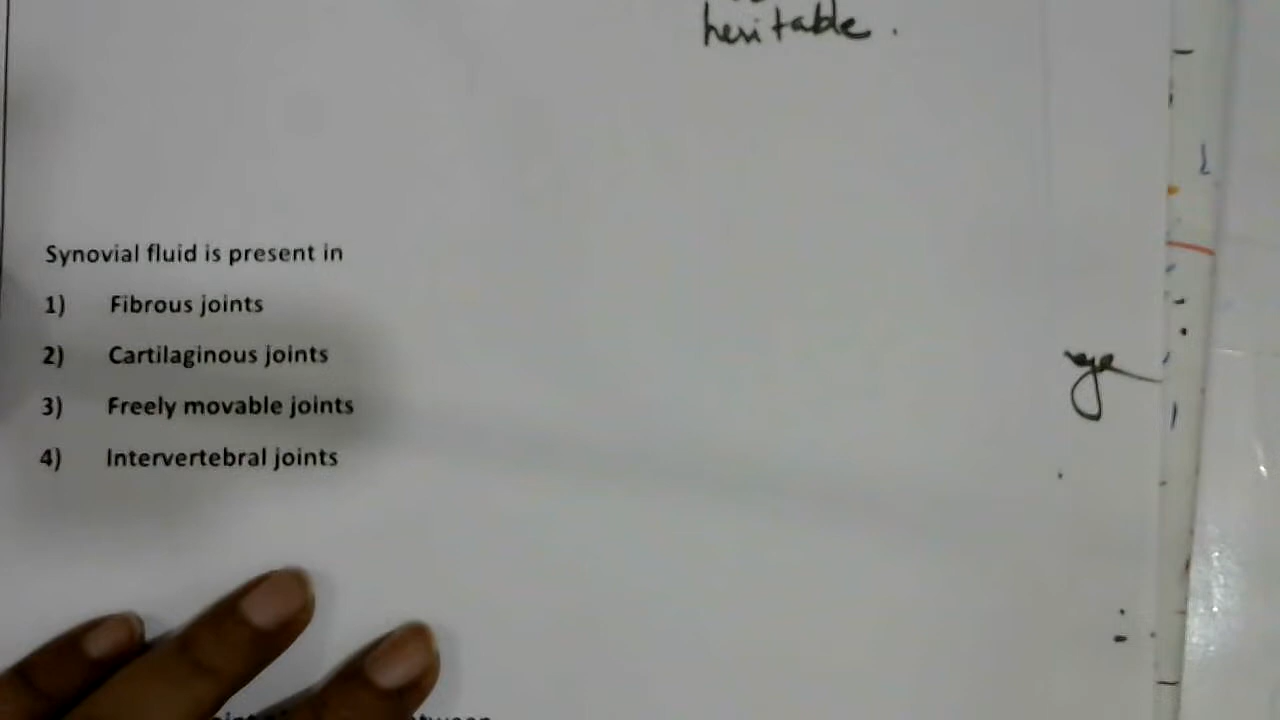 heritable.
Synovial fluid is present in
1) Fibrous joints
2) Cartilaginous joints
3) Freely movable joints
4) Intervertebral joints